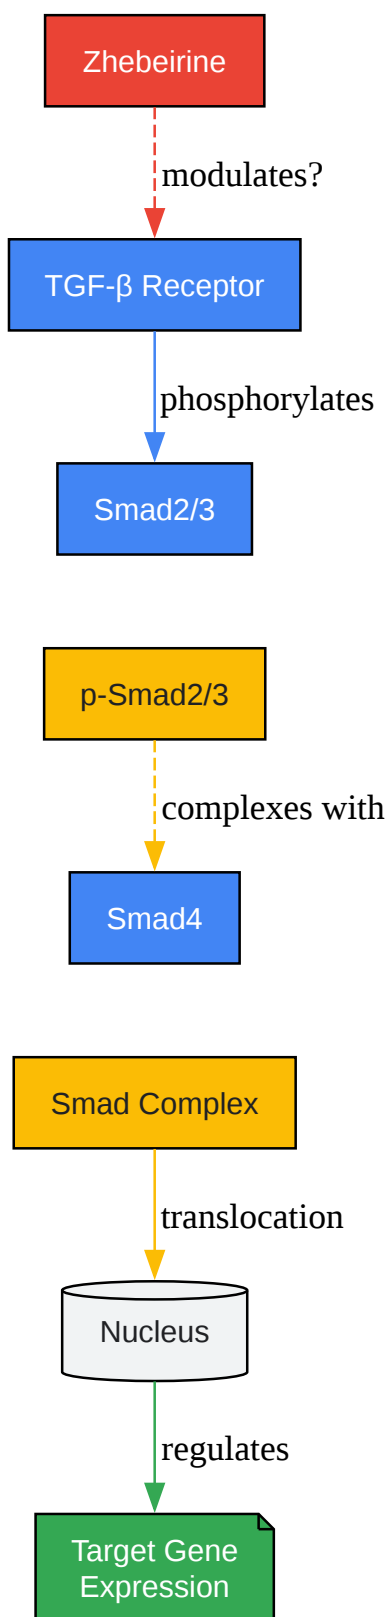 Zhebeirine
modulates?
TGF-β Receptor
phosphorylates
Smad2/3
p-Smad2/3
complexes with
Smad4
Smad Complex
translocation
Nucleus
regulates
Target Gene
Expression